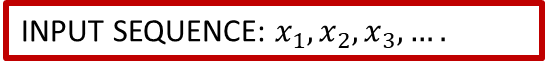 INPUT SEQUENCE: 𝑥₁, 𝑥₂, 𝑥₃, ... .